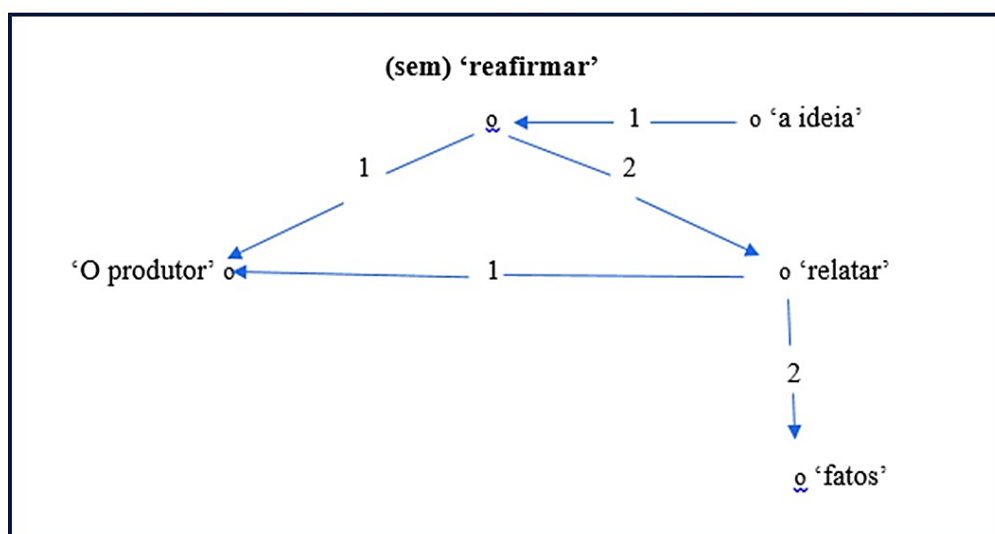 (sem) ‘reafirmar’
o 1 o ‘a ideia’
1 2
‘O produtor’ o 1 o ‘relatar’
2
o ‘fatos’